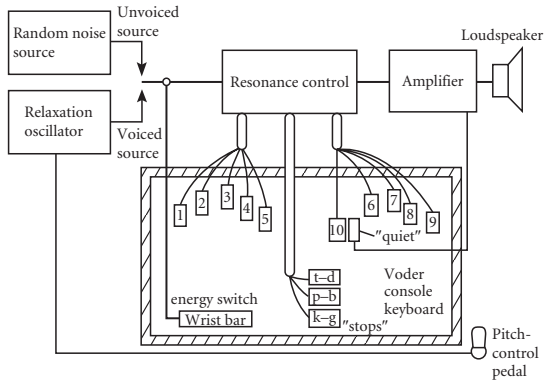 Random noise
source
Unvoiced
source
Relaxation
oscillator
Voiced
source
Resonance control
Amplifier
Loudspeaker
1
2
3
4
5
10
6
7
8
9
"quiet"
t–d
p–b
k–g
"stops"
Voder
console
keyboard
energy switch
Wrist bar
Pitch-
control
pedal